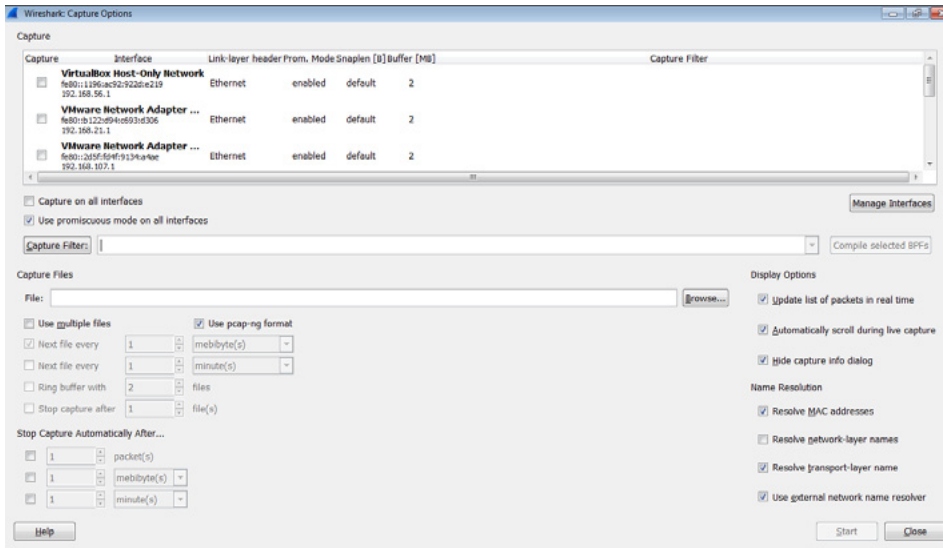 Wireshark: Capture Options
Capture
Capture Interface Link-layer header Prom. Mode Snaplen [B] Buffer [MB] Capture Filter
VirtualBox Host-Only Network
fe80::1196:ac92:922d:e219 Ethernet enabled default 2
192.168.56.1
VMware Network Adapter ...
fe80::b122:d94:c693:d306 Ethernet enabled default 2
192.168.21.1
VMware Network Adapter ...
fe80::2d5f:fd4f:9134:a4ae Ethernet enabled default 2
192.168.107.1
Capture on all interfaces Manage Interfaces
Use promiscuous mode on all interfaces
Capture Filter: Compile selected BPFs
Capture Files Display Options
File: Browse... Update list of packets in real time
Use multiple files Use pcap-ng format Automatically scroll during live capture
Next file every 1 mebibyte(s)
Next file every 1 minute(s) Hide capture info dialog
Ring buffer with 2 files Name Resolution
Stop capture after 1 file(s) Resolve MAC addresses
Stop Capture Automatically After... Resolve network-layer names
1 packet(s)
1 mebibyte(s) Resolve transport-layer name
1 minute(s) Use external network name resolver
Help Start Close